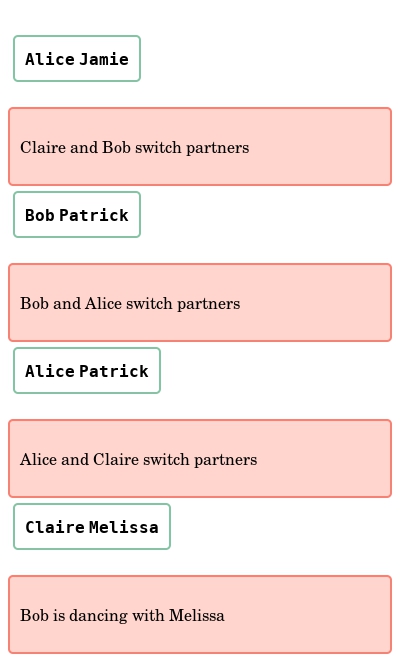 Alice Jamie
Claire and Bob switch partners
Bob Patrick
Bob and Alice switch partners
Alice Patrick
Alice and Claire switch partners
Claire Melissa
Bob is dancing with Melissa